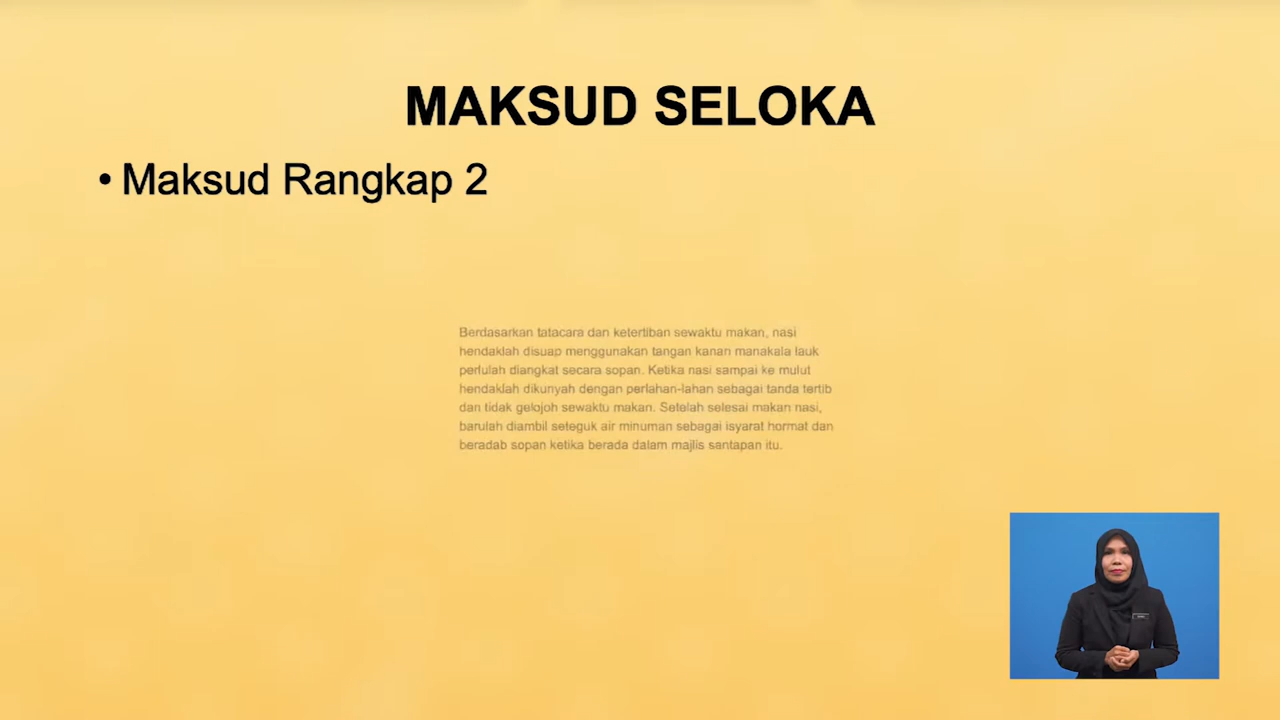 MAKSUD SELOKA
• Maksud Rangkap 2
Berdasarkan tatacara dan ketertiban sewaktu makan, nasi
hendaklah disuap menggunakan tangan kanan manakala lauk
perlulah diangkat secara sopan. Ketika nasi sampai ke mulut
hendaklah dikunyah dengan perlahan-lahan sebagai tanda tertib
dan tidak gelojoh sewaktu makan. Setelah selesai makan nasi,
barulah diambil seteguk air minuman sebagai isyarat hormat dan
beradab sopan ketika berada dalam majlis santapan itu.